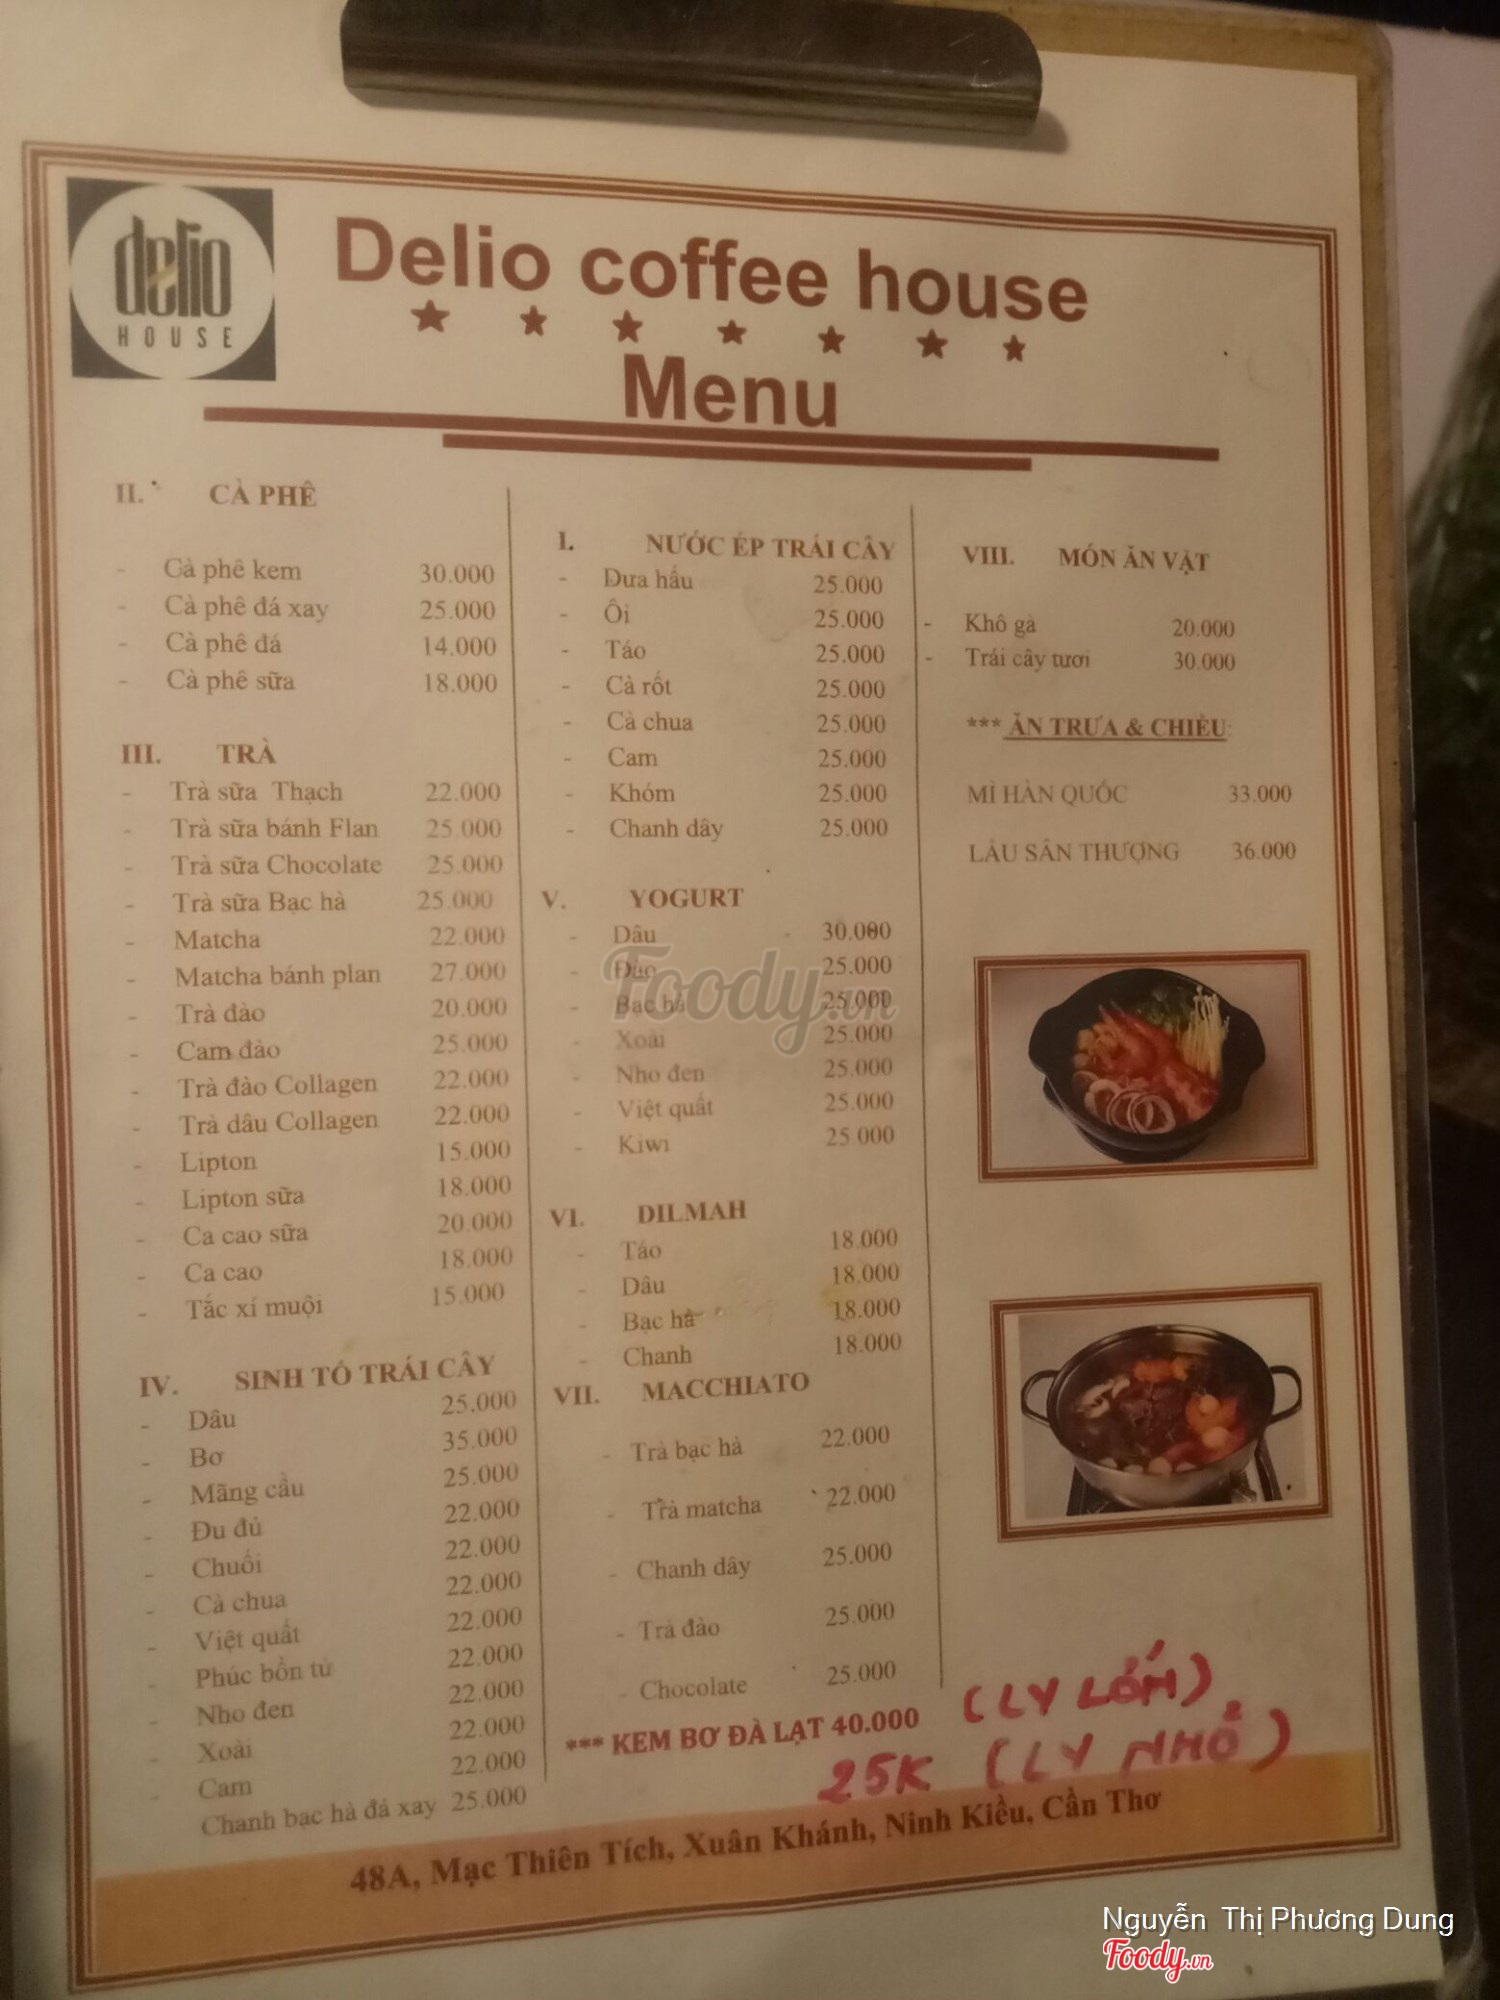 delio
HOUSE
Delio coffee house
Menu
II. CÀ PHÊ
- Cà phê kem 30.000
- Cà phê đá xay 25.000
- Cà phê đá 14.000
- Cà phê sữa 18.000
III. TRÀ
- Trà sữa Thạch 22.000
- Trà sữa bánh Flan 25.000
- Trà sữa Chocolate 25.000
- Trà sữa Bạc hà 25.000
- Matcha 22.000
- Matcha bánh plan 27.000
- Trà đào 20.000
- Cam đào 25.000
- Trà đào Collagen 22.000
- Trà dâu Collagen 22.000
- Lipton 15.000
- Lipton sữa 18.000
- Ca cao sữa 20.000
- Ca cao 18.000
- Tắc xí muội 15.000
IV. SINH TỐ TRÁI CÂY
- Dâu 25.000
- Bơ 35.000
- Mãng cầu 25.000
- Đu đủ 22.000
- Chuối 22.000
- Cà chua 22.000
- Việt quất 22.000
- Phúc bồn tử 22.000
- Nho đen 22.000
- Xoài 22.000
- Cam 22.000
Chanh bạc hà đá xay 25.000
I. NƯỚC ÉP TRÁI CÂY
- Dưa hấu 25.000
- Ổi 25.000
- Táo 25.000
- Cà rốt 25.000
- Cà chua 25.000
- Cam 25.000
- Khóm 25.000
- Chanh dây 25.000
V. YOGURT
- Dâu 30.000
- Đào 25.000
- Bạc hà 25.000
- Xoài 25.000
- Nho đen 25.000
- Việt quất 25.000
- Kiwi 25.000
VI. DILMAH
- Táo 18.000
- Dâu 18.000
- Bạc hà 18.000
- Chanh 18.000
VII. MACCHIATO
- Trà bạc hà 22.000
- Trà matcha 22.000
- Chanh dây 25.000
- Trà đào 25.000
- Chocolate 25.000
*** KEM BƠ ĐÀ LẠT 40.000 (LY LỚN)
25K (LY NHỎ)
VIII. MÓN ĂN VẶT
- Khô gà 20.000
- Trái cây tươi 30.000
*** ĂN TRƯA & CHIỀU:
MÌ HÀN QUỐC 33.000
LẨU SÂN THƯỢNG 36.000
48A, Mạc Thiên Tích, Xuân Khánh, Ninh Kiều, Cần Thơ
Foody.vn
Nguyễn Thị Phương Dung
Foody.vn